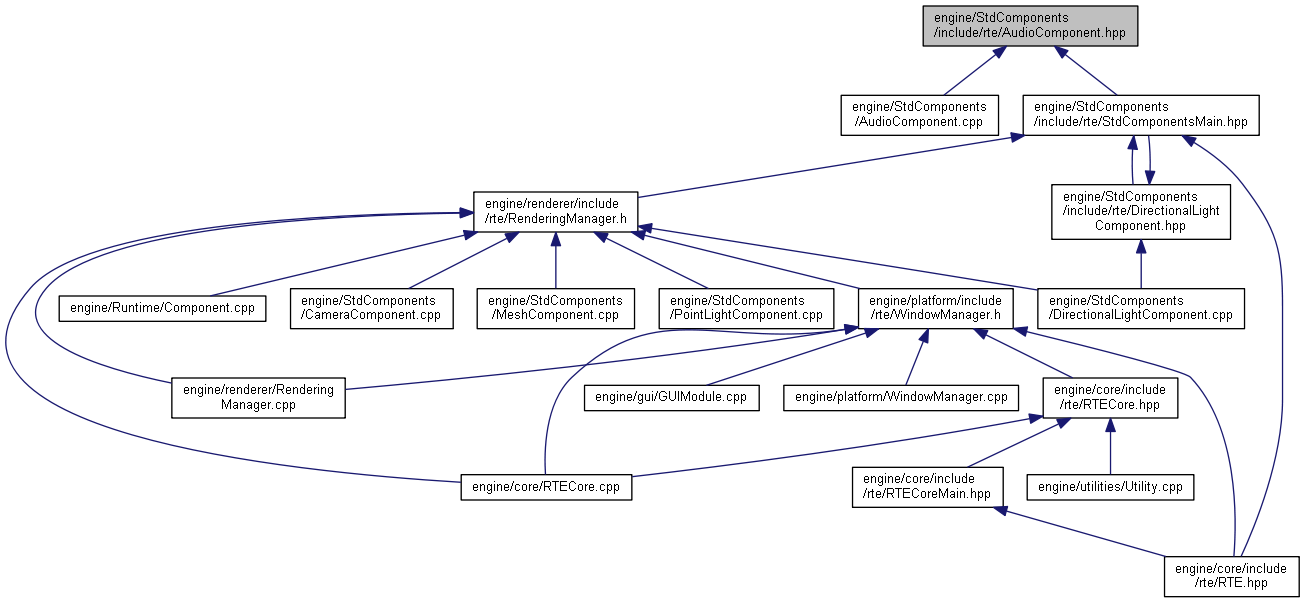 engine/StdComponents
/include/rte/AudioComponent.hpp
engine/StdComponents
/AudioComponent.cpp
engine/StdComponents
/include/rte/StdComponentsMain.hpp
engine/renderer/include
/rte/RenderingManager.h
engine/StdComponents
/include/rte/DirectionalLight
Component.hpp
engine/Runtime/Component.cpp
engine/StdComponents
/CameraComponent.cpp
engine/StdComponents
/MeshComponent.cpp
engine/StdComponents
/PointLightComponent.cpp
engine/platform/include
/rte/WindowManager.h
engine/StdComponents
/DirectionalLightComponent.cpp
engine/renderer/Rendering
Manager.cpp
engine/gui/GUIModule.cpp
engine/platform/WindowManager.cpp
engine/core/include
/rte/RTECore.hpp
engine/core/RTECore.cpp
engine/core/include
/rte/RTECoreMain.hpp
engine/utilities/Utility.cpp
engine/core/include
/rte/RTE.hpp